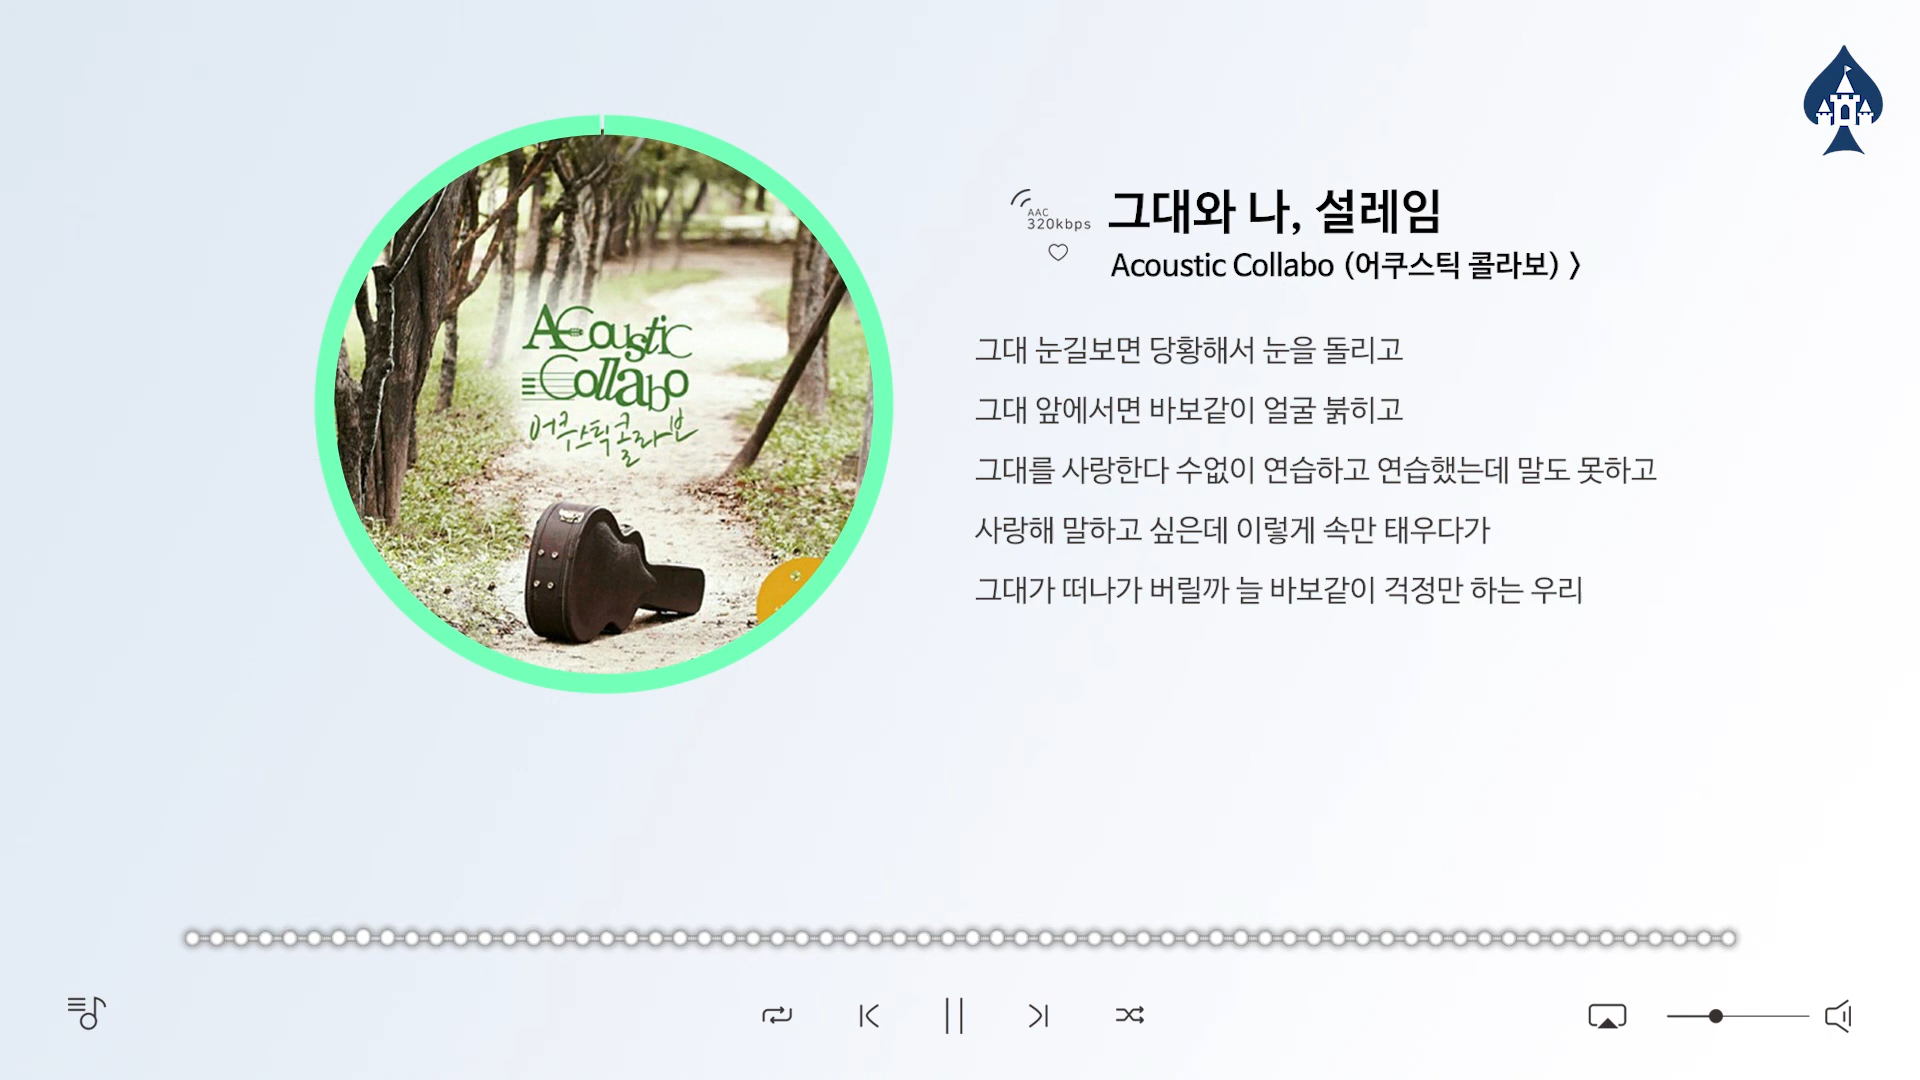 Acoustic
Collabo
어쿠스틱 콜라보
AAC
320kbps
그대와 나, 설레임
Acoustic Collabo (어쿠스틱 콜라보) 〉
그대 눈길보면 당황해서 눈을 돌리고
그대 앞에서면 바보같이 얼굴 붉히고
그대를 사랑한다 수없이 연습하고 연습했는데 말도 못하고
사랑해 말하고 싶은데 이렇게 속만 태우다가
그대가 떠나가 버릴까 늘 바보같이 걱정만 하는 우리